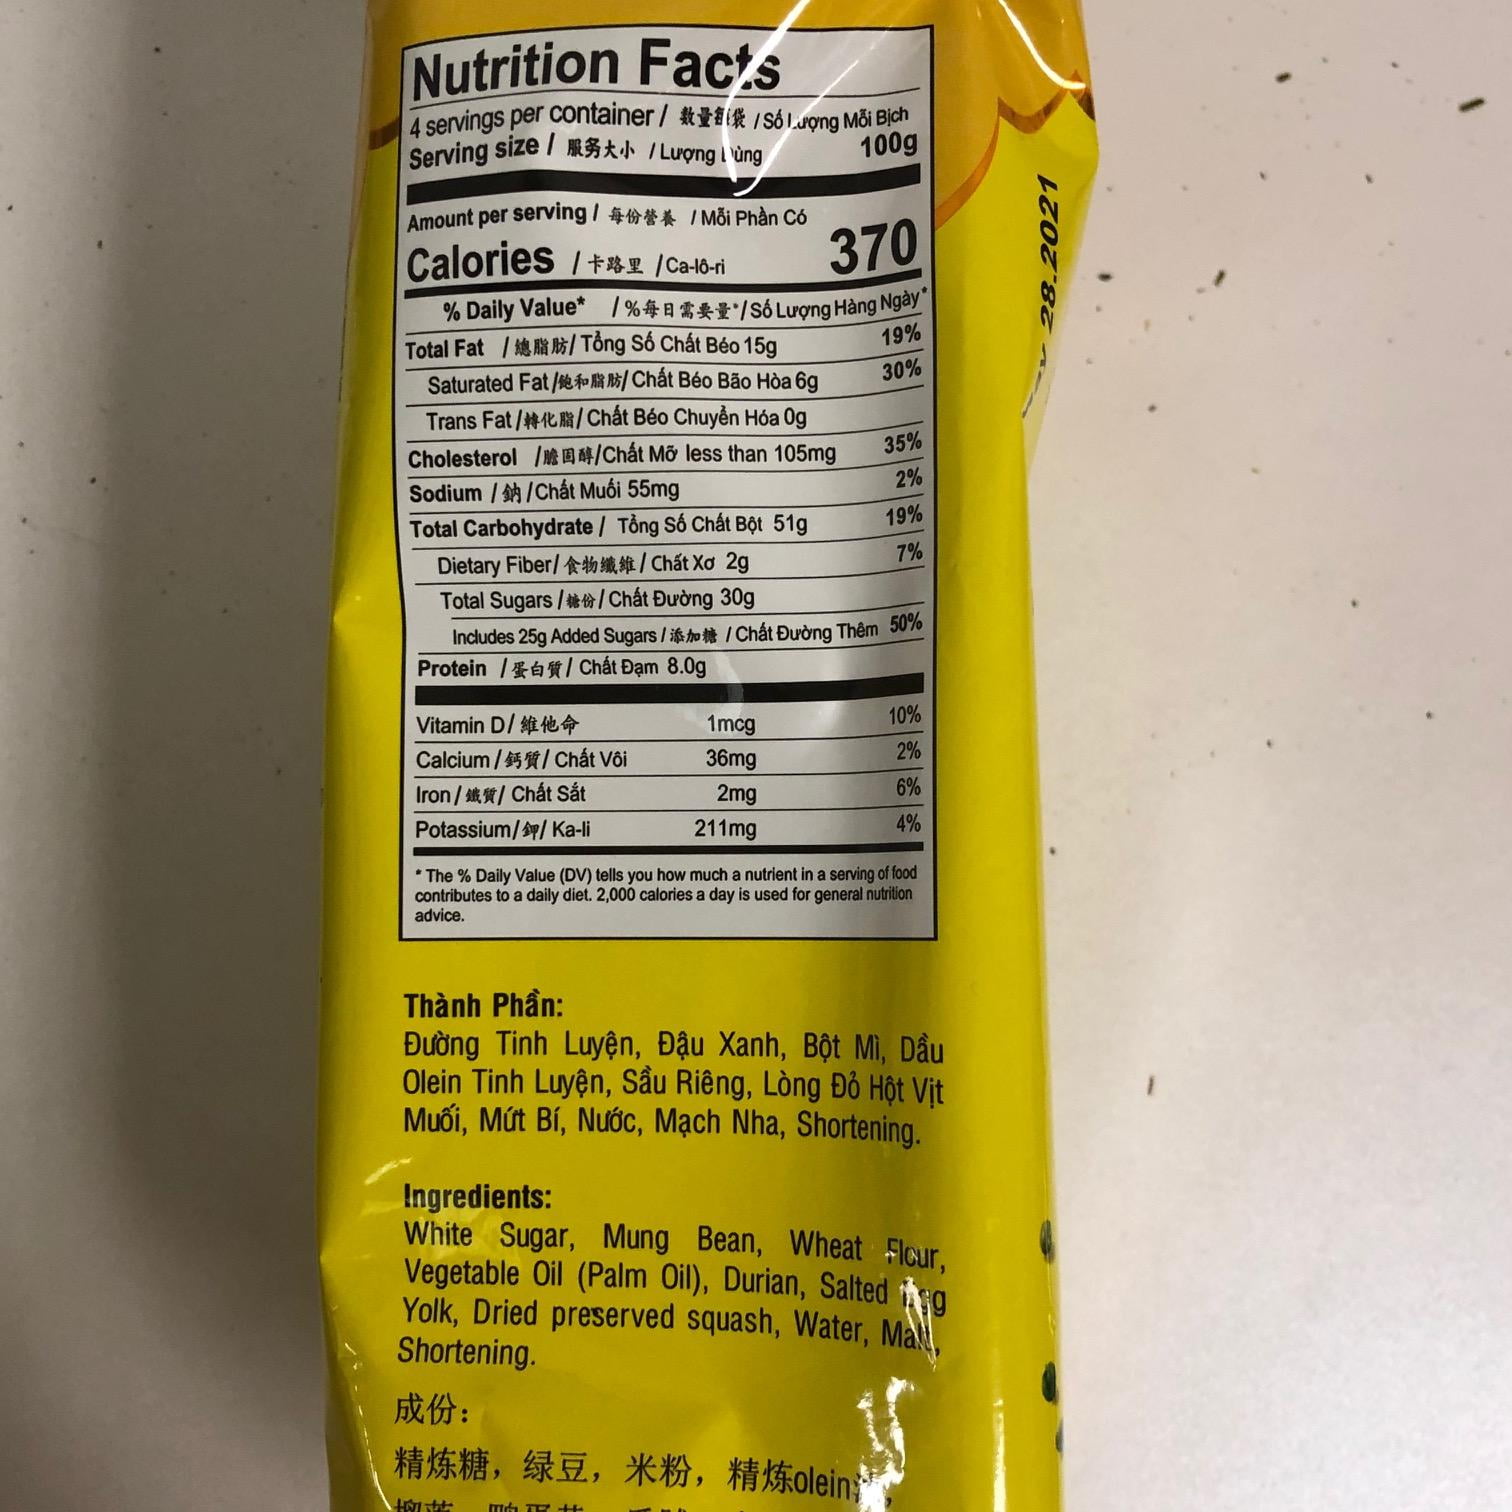 Nutrition Facts
4 servings per container / 數量每袋 / Số Lượng Mỗi Bịch
Serving size / 服务大小 / Lượng Dùng 100g
Amount per serving / 每份营养 / Mỗi Phần Có
Calories / 卡路里 / Ca-lô-ri 370
% Daily Value* / %每日需要量* / Số Lượng Hàng Ngày*
Total Fat / 總脂肪 / Tổng Số Chất Béo 15g 19%
Saturated Fat / 飽和脂肪 / Chất Béo Bão Hòa 6g 30%
Trans Fat / 轉化脂 / Chất Béo Chuyển Hóa 0g
Cholesterol / 膽固醇 / Chất Mỡ less than 105mg 35%
Sodium / 鈉 / Chất Muối 55mg 2%
Total Carbohydrate / Tổng Số Chất Bột 51g 19%
Dietary Fiber / 食物纖維 / Chất Xơ 2g 7%
Total Sugars / 糖份 / Chất Đường 30g
Includes 25g Added Sugars / 添加糖 / Chất Đường Thêm 50%
Protein / 蛋白質 / Chất Đạm 8.0g
Vitamin D / 維他命 1mcg 10%
Calcium / 鈣質 / Chất Vôi 36mg 2%
Iron / 鐵質 / Chất Sắt 2mg 6%
Potassium / 鉀 / Ka-li 211mg 4%
* The % Daily Value (DV) tells you how much a nutrient in a serving of food
contributes to a daily diet. 2,000 calories a day is used for general nutrition
advice.
Thành Phần:
Đường Tinh Luyện, Đậu Xanh, Bột Mì, Dầu
Olein Tinh Luyện, Sầu Riêng, Lòng Đỏ Hột Vịt
Muối, Mứt Bí, Nước, Mạch Nha, Shortening.
Ingredients:
White Sugar, Mung Bean, Wheat Flour,
Vegetable Oil (Palm Oil), Durian, Salted Egg
Yolk, Dried preserved squash, Water, Malt,
Shortening.
成份:
精炼糖, 绿豆, 米粉, 精炼olein
28.2021